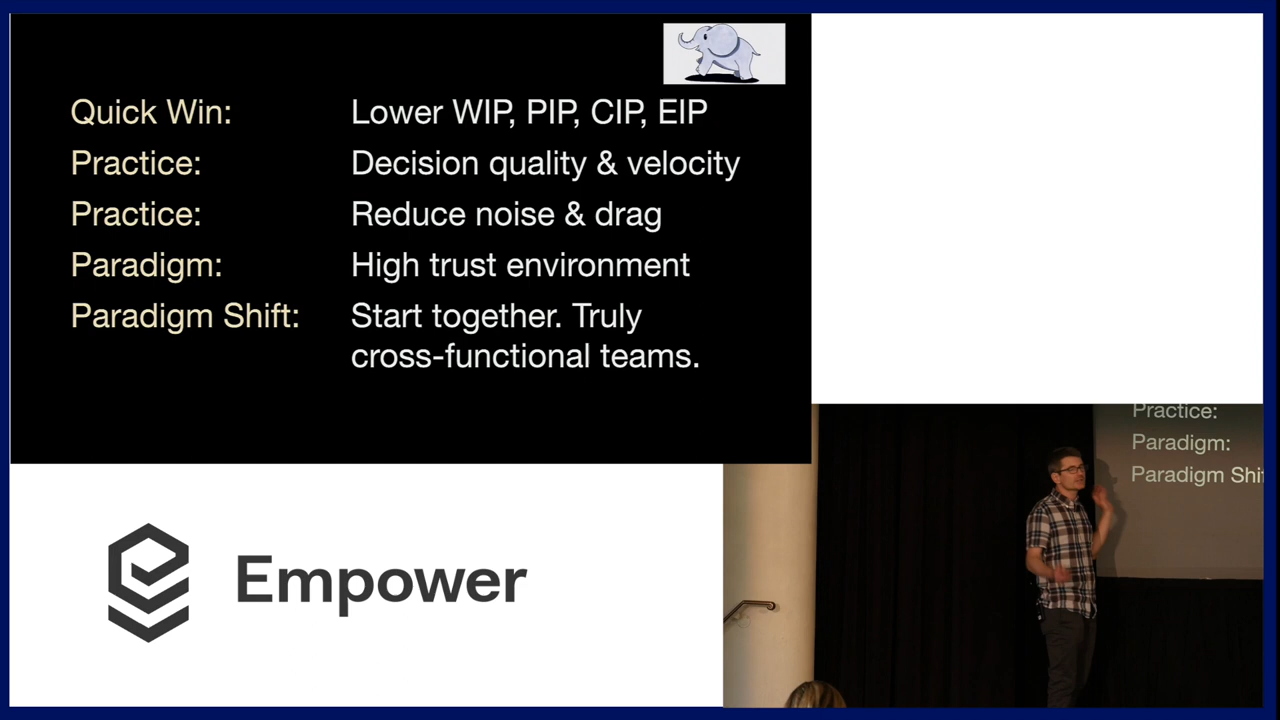 Quick Win: Lower WIP, PIP, CIP, EIP
Practice: Decision quality & velocity
Practice: Reduce noise & drag
Paradigm: High trust environment
Paradigm Shift: Start together. Truly
cross-functional teams.
Empower
Practice:
Paradigm:
Paradigm Shif